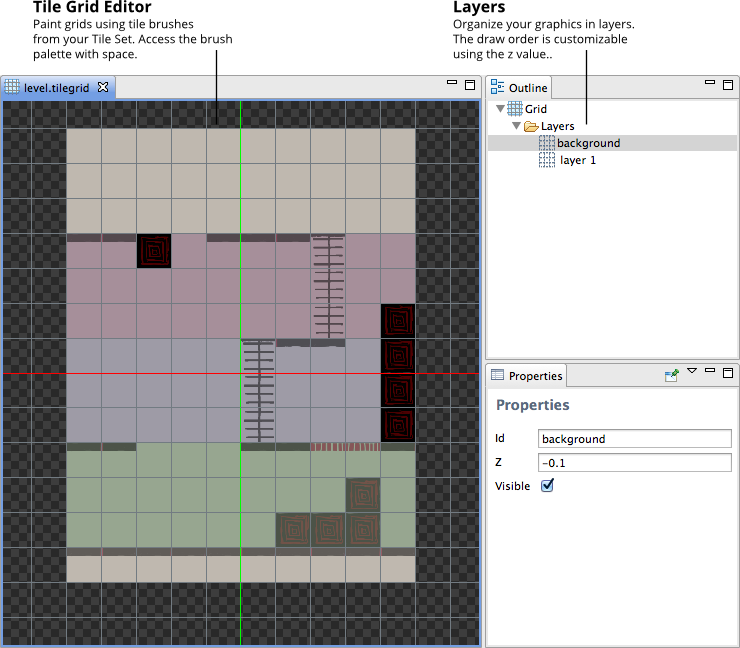 Tile Grid Editor
Paint grids using tile brushes
from your Tile Set. Access the brush
palette with space.
Layers
Organize your graphics in layers.
The draw order is customizable
using the z value..
level.tilegrid
Outline
Grid
Layers
background
layer 1
Properties
Properties
Id background
Z -0.1
Visible